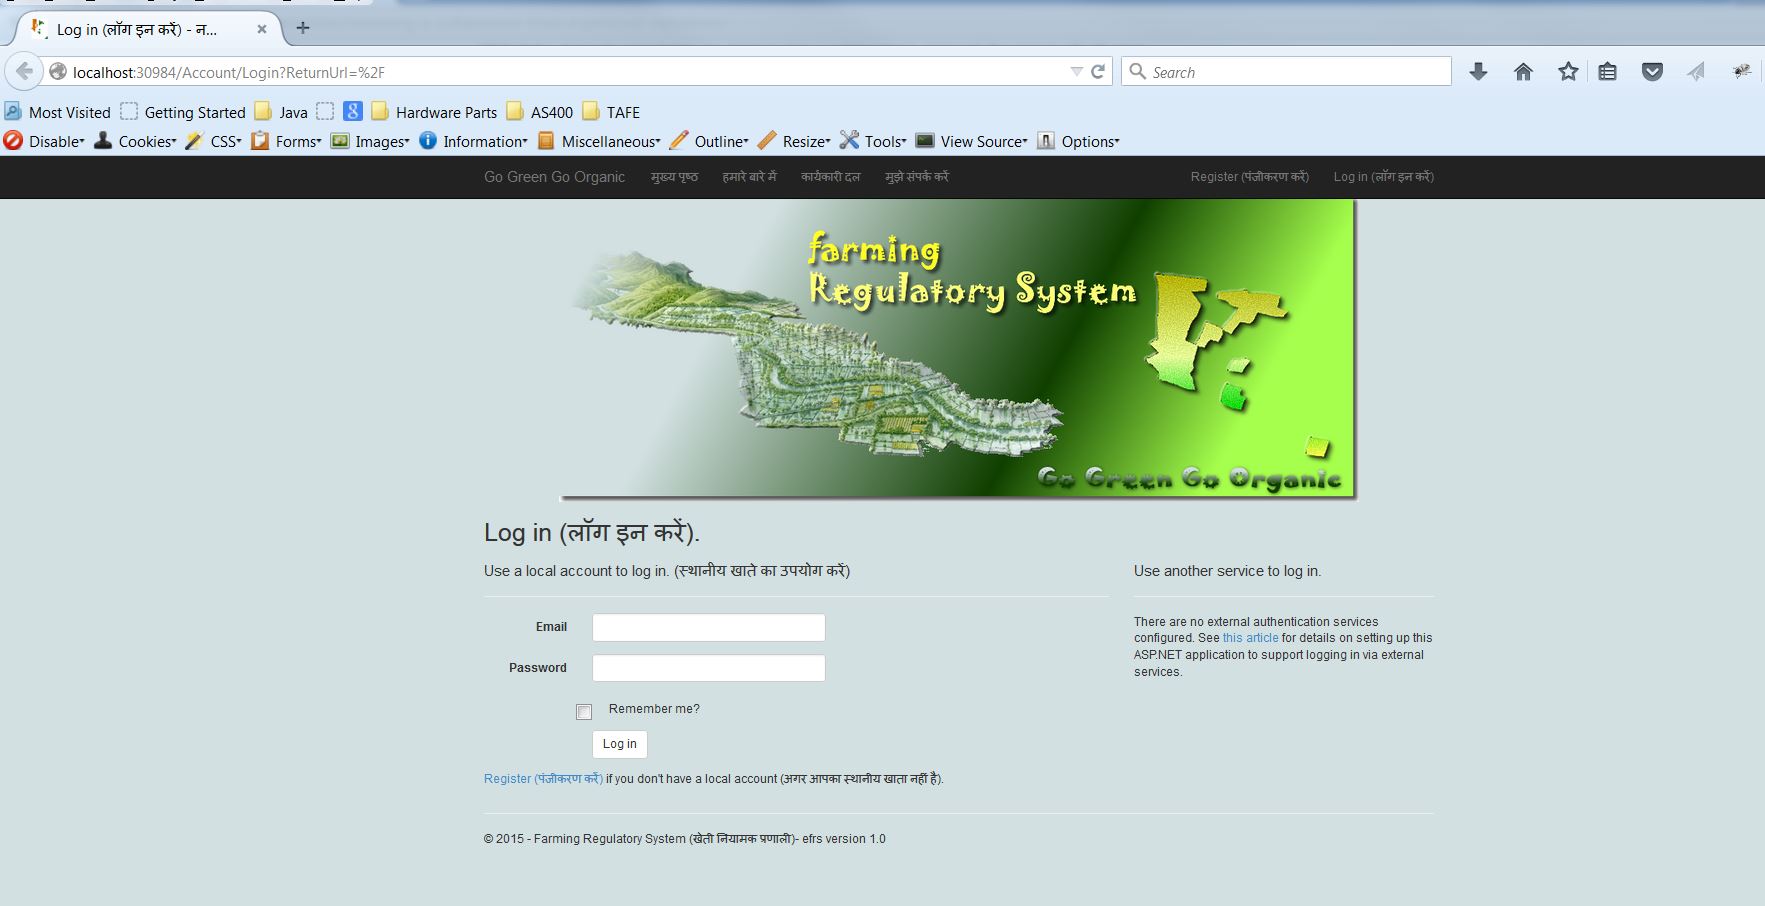 Log in (लॉग इन करें) - न...
localhost:30984/Account/Login?ReturnUrl=%2F
Search
Most Visited Getting Started Java Hardware Parts AS400 TAFE
Disable Cookies CSS Forms Images Information Miscellaneous Outline Resize Tools View Source Options
Go Green Go Organic मुख्य पृष्ठ हमारे बारे में कार्यकारी दल मुझे संपर्क करें Register (पंजीकरण करें) Log in (लॉग इन करें)
farming
Regulatory System
Go Green Go Organic
Log in (लॉग इन करें).
Use a local account to log in. (स्थानीय खाते का उपयोग करें)
Email
Password
Remember me?
Log in
Register (पंजीकरण करें) if you don't have a local account (अगर आपका स्थानीय खाता नहीं है).
Use another service to log in.
There are no external authentication services
configured. See this article for details on setting up this
ASP.NET application to support logging in via external
services.
© 2015 - Farming Regulatory System (खेती नियामक प्रणाली)- efrs version 1.0